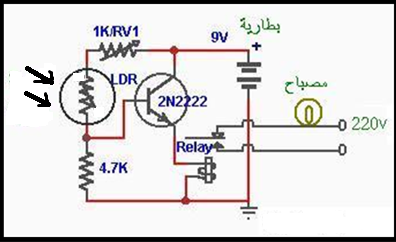 بطارية
1K/RV1
9V
+
LDR
2N2222
مصباح
220v
Relay
4.7K